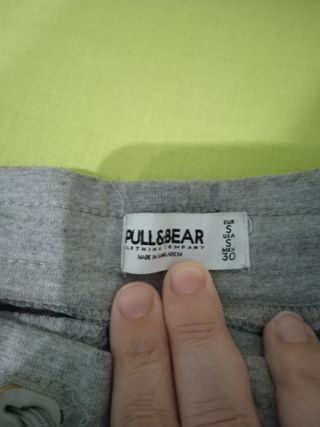 PULL&BEAR
CLOTHING COMPANY
MADE IN BANGLADESH
EUR
S
USA
S
MEX
30